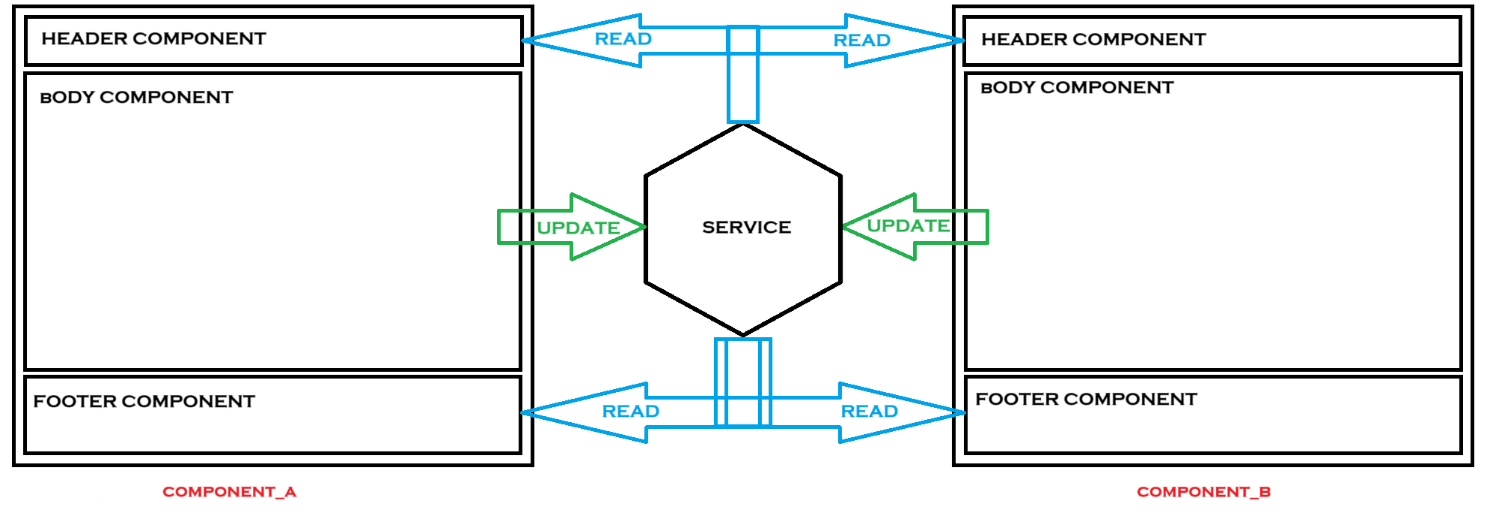 HEADER COMPONENT
READ
READ
HEADER COMPONENT
BODY COMPONENT
BODY COMPONENT
UPDATE
SERVICE
UPDATE
FOOTER COMPONENT
READ
READ
FOOTER COMPONENT
COMPONENT_A
COMPONENT_B